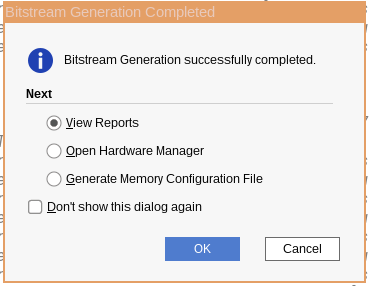 Bitstream Generation Completed
Bitstream Generation successfully completed.
Next
View Reports
Open Hardware Manager
Generate Memory Configuration File
Don't show this dialog again
OK
Cancel